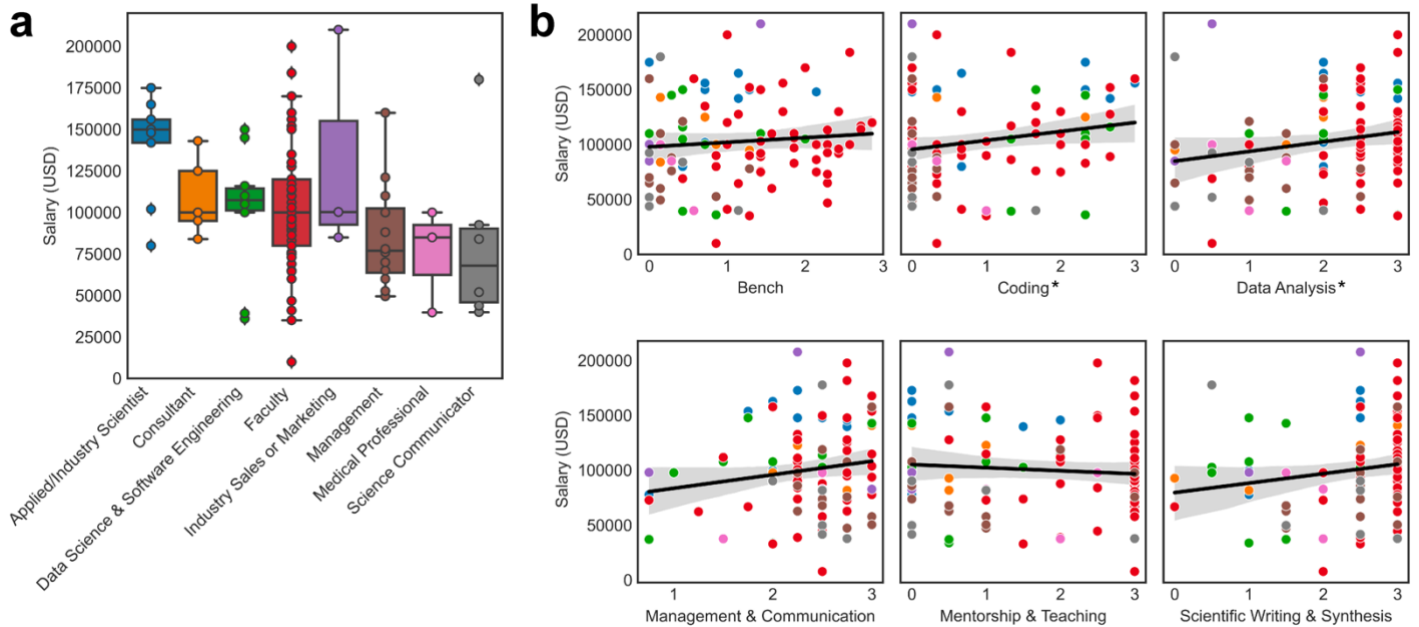 a
200000
175000
150000
125000
100000
75000
50000
25000
0
Salary (USD)
Applied/Industry Scientist
Consultant
Data Science & Software Engineering
Faculty
Industry Sales or Marketing
Management
Medical Professional
Science Communicator
b
200000
150000
100000
50000
0
Salary (USD)
0 1 2 3
Bench
0 1 2 3
Coding*
0 1 2 3
Data Analysis*
200000
150000
100000
50000
0
Salary (USD)
1 2 3
Management & Communication
0 1 2 3
Mentorship & Teaching
0 1 2 3
Scientific Writing & Synthesis